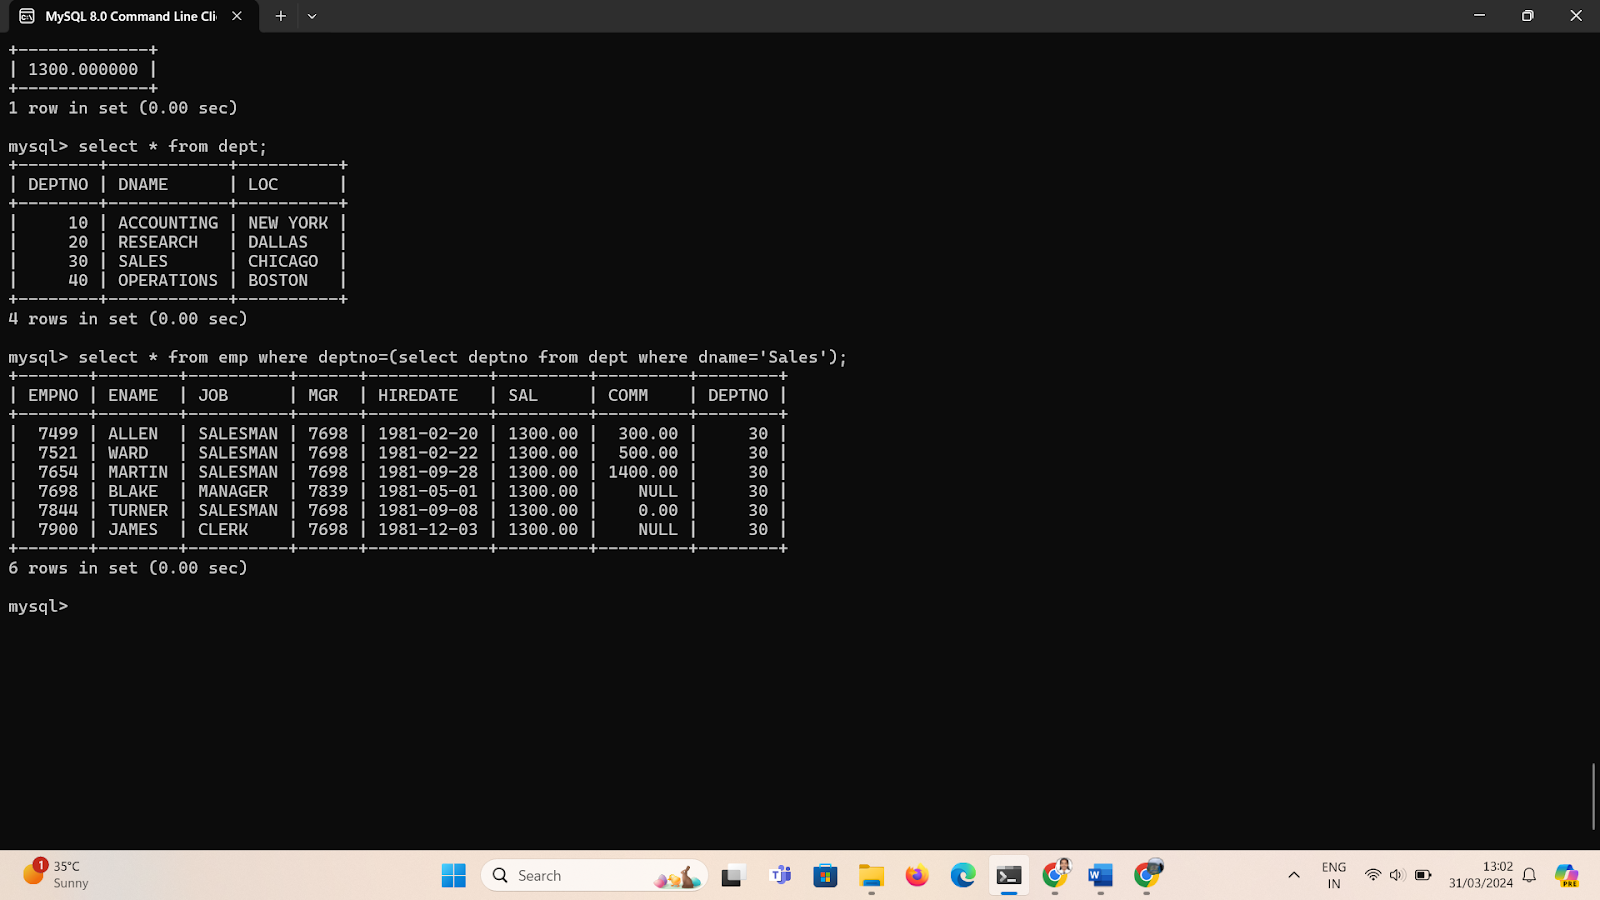 MySQL 8.0 Command Line Cli
+-------------+
| 1300.000000 |
+-------------+
1 row in set (0.00 sec)
mysql> select * from dept;
+--------+------------+----------+
| DEPTNO | DNAME      | LOC      |
+--------+------------+----------+
|     10 | ACCOUNTING | NEW YORK |
|     20 | RESEARCH   | DALLAS   |
|     30 | SALES      | CHICAGO  |
|     40 | OPERATIONS | BOSTON   |
+--------+------------+----------+
4 rows in set (0.00 sec)
mysql> select * from emp where deptno=(select deptno from dept where dname='Sales');
+-------+--------+----------+------+------------+---------+---------+--------+
| EMPNO | ENAME  | JOB      | MGR  | HIREDATE   | SAL     | COMM    | DEPTNO |
+-------+--------+----------+------+------------+---------+---------+--------+
|  7499 | ALLEN  | SALESMAN | 7698 | 1981-02-20 | 1300.00 |  300.00 |     30 |
|  7521 | WARD   | SALESMAN | 7698 | 1981-02-22 | 1300.00 |  500.00 |     30 |
|  7654 | MARTIN | SALESMAN | 7698 | 1981-09-28 | 1300.00 | 1400.00 |     30 |
|  7698 | BLAKE  | MANAGER  | 7839 | 1981-05-01 | 1300.00 |    NULL |     30 |
|  7844 | TURNER | SALESMAN | 7698 | 1981-09-08 | 1300.00 |    0.00 |     30 |
|  7900 | JAMES  | CLERK    | 7698 | 1981-12-03 | 1300.00 |    NULL |     30 |
+-------+--------+----------+------+------------+---------+---------+--------+
6 rows in set (0.00 sec)
mysql>
1
35°C
Sunny
Search
ENG
IN
13:02
31/03/2024
PRE